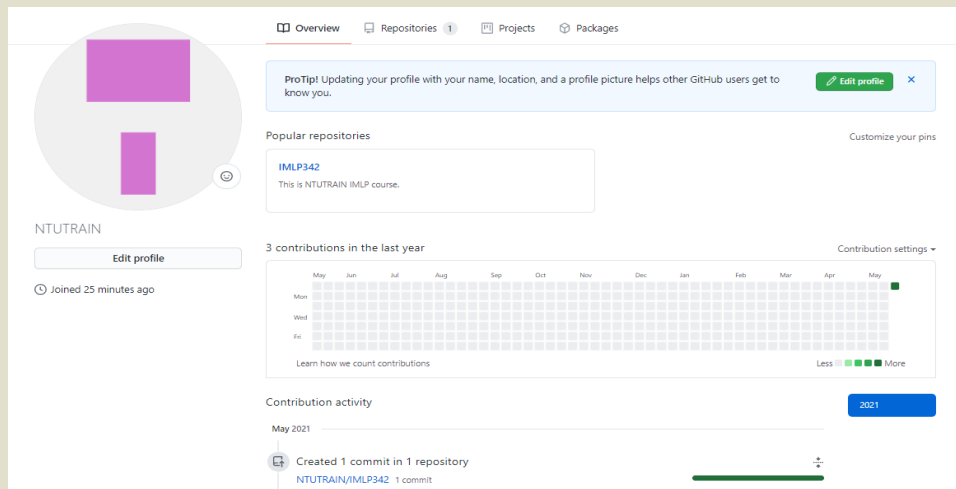 Overview Repositories 1 Projects Packages
ProTip! Updating your profile with your name, location, and a profile picture helps other GitHub users get to
know you.
Edit profile
Popular repositories
Customize your pins
IMLP342
This is NTUTRAIN IMLP course.
NTUTRAIN
Edit profile
Joined 25 minutes ago
3 contributions in the last year
Contribution settings
May Jun Jul Aug Sep Oct Nov Dec Jan Feb Mar Apr May
Mon
Wed
Fri
Learn how we count contributions
Less More
Contribution activity
2021
May 2021
Created 1 commit in 1 repository
NTUTRAIN/IMLP342 1 commit